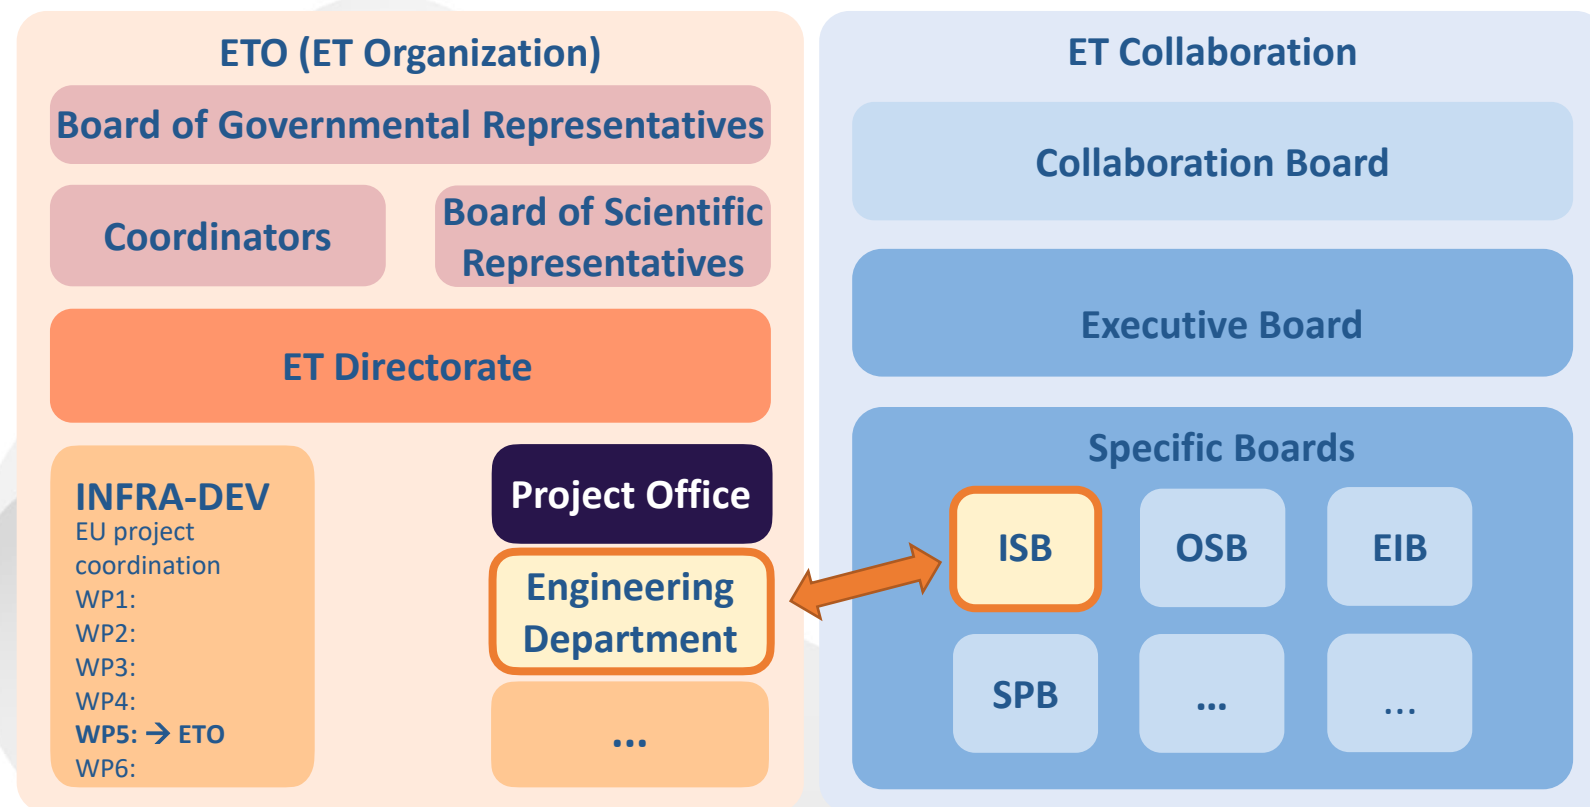 ETO (ET Organization)
Board of Governmental Representatives
Coordinators
Board of Scientific
Representatives
ET Directorate
INFRA-DEV
EU project
coordination
WP1:
WP2:
WP3:
WP4:
WP5: → ETO
WP6:
Project Office
Engineering
Department
...
ET Collaboration
Collaboration Board
Executive Board
Specific Boards
ISB
OSB
EIB
SPB
...
...